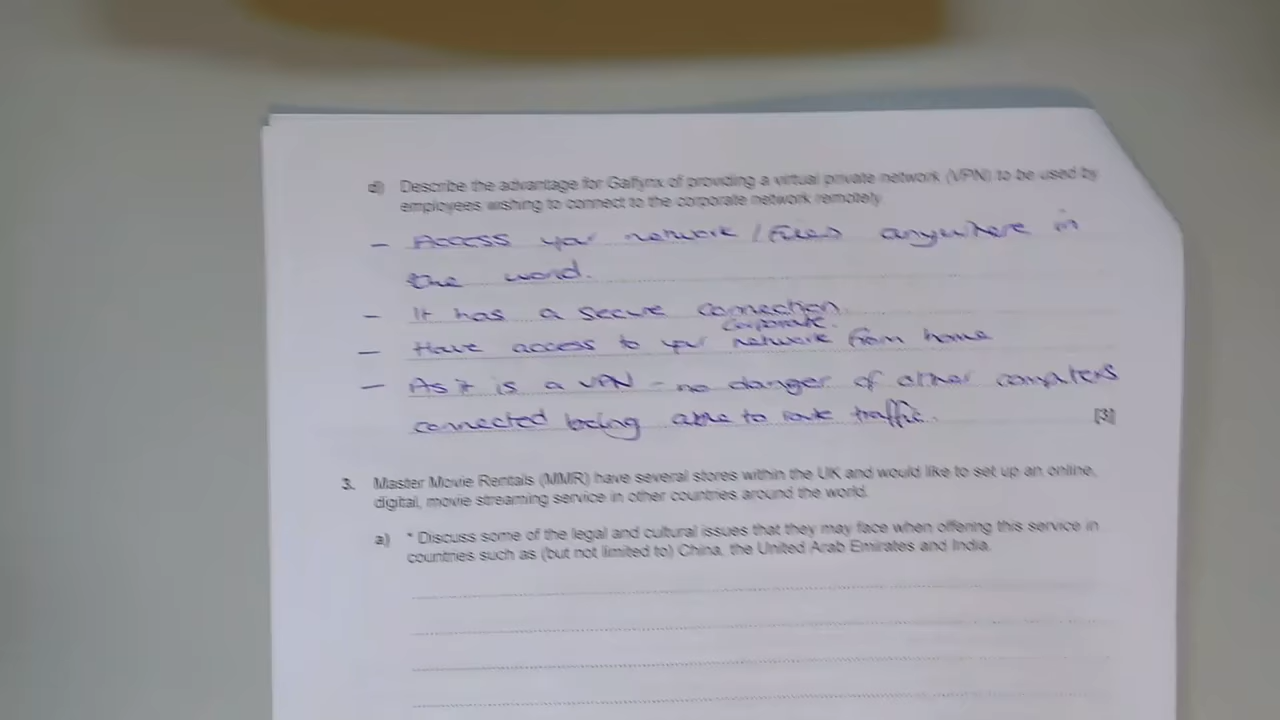 d) Describe the advantage for Gaffynx of providing a virtual private network (VPN) to be used by
employees wishing to connect to the corporate network remotely
- Access your network / Files anywhere in
the world.
- It has a secure connection.
corporate
- Have access to your network from home
- As it is a VPN - no danger of other computers
connected being able to traffic.
[3]
3. Master Movie Rentals (MMR) have several stores within the UK and would like to set up an online,
digital, movie streaming service in other countries around the world.
a) * Discuss some of the legal and cultural issues that they may face when offering this service in
countries such as (but not limited to) China, the United Arab Emirates and India.